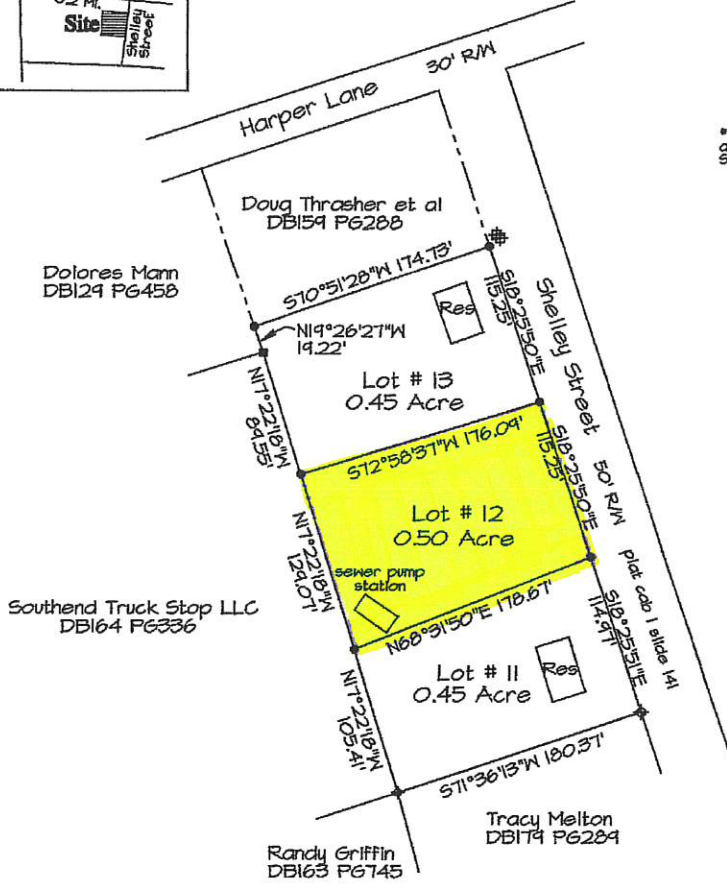 0.2 Mi.
Site
Shelley
Street
Harper Lane 30' R/W
Doug Thrasher et al
DB159 PG288
Dolores Mann
DB129 PG458
S70°51'28"W 174.73'
N19°26'27"W
19.22'
Res
S18°25'50"E
115.25'
Shelley Street 50' R/W plat cab 1 slide 141
Lot # 13
0.45 Acre
N17°22'18"W
89.55'
S72°58'37"W 176.09'
S18°25'50"E
115.25'
Lot # 12
0.50 Acre
N17°22'18"W
129.07'
sewer pump
station
Southend Truck Stop LLC
DB164 PG336
N68°31'50"E 178.67'
S18°25'51"E
114.97'
Lot # 11
0.45 Acre
Res
N17°22'18"W
105.41'
S71°36'13"W 180.37'
Tracy Melton
DB179 PG289
Randy Griffin
DB163 PG745